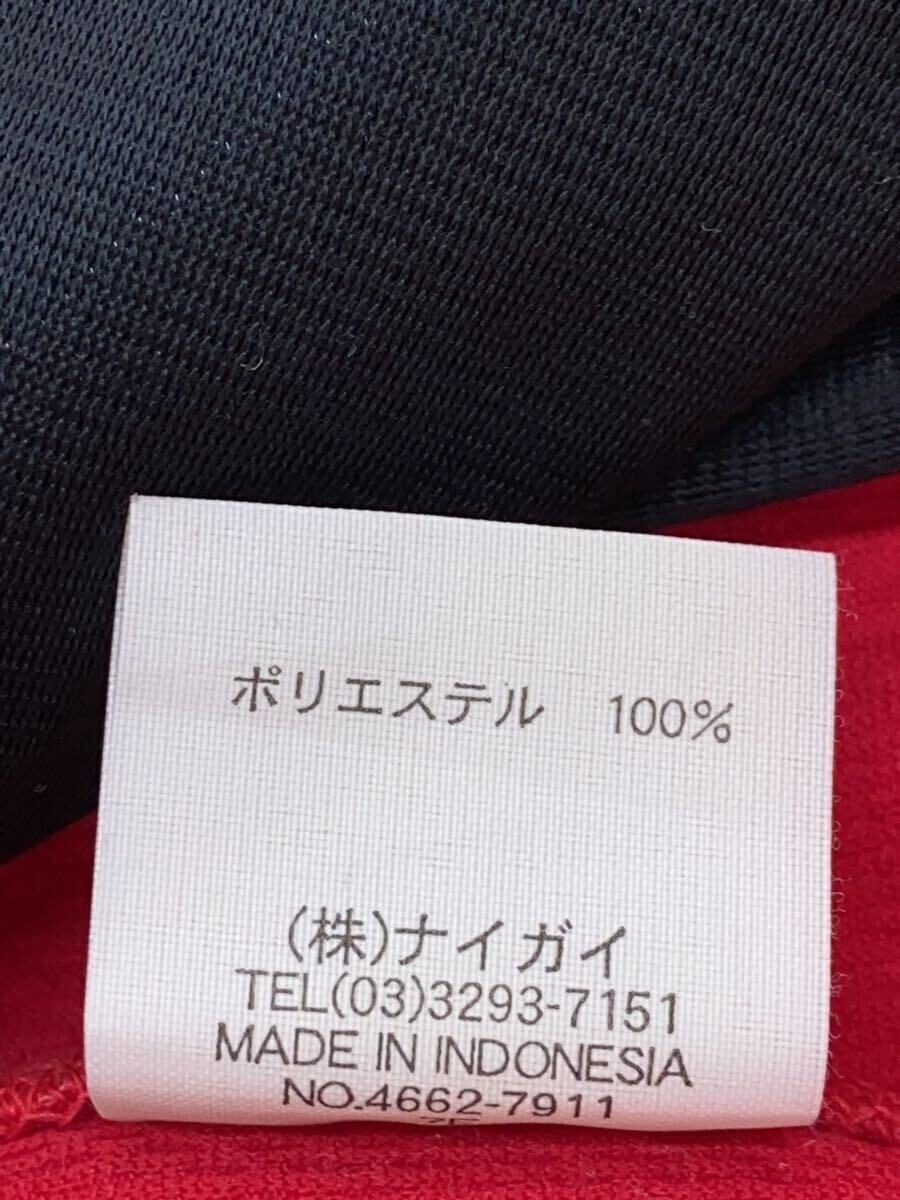 ポリエステル 100%
(株)ナイガイ
TEL(03)3293-7151
MADE IN INDONESIA
NO.4662-7911